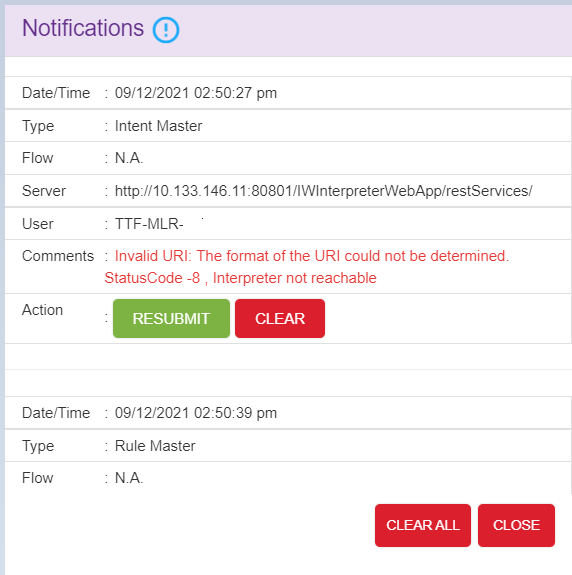 Notifications
Date/Time : 09/12/2021 02:50:27 pm
Type : Intent Master
Flow : N.A.
Server : http://10.133.146.11:80801/IWInterpreterWebApp/restServices/
User : TTF-MLR-
Comments : Invalid URI: The format of the URI could not be determined.
StatusCode -8 , Interpreter not reachable
Action : RESUBMIT CLEAR
Date/Time : 09/12/2021 02:50:39 pm
Type : Rule Master
Flow : N.A.
CLEAR ALL CLOSE